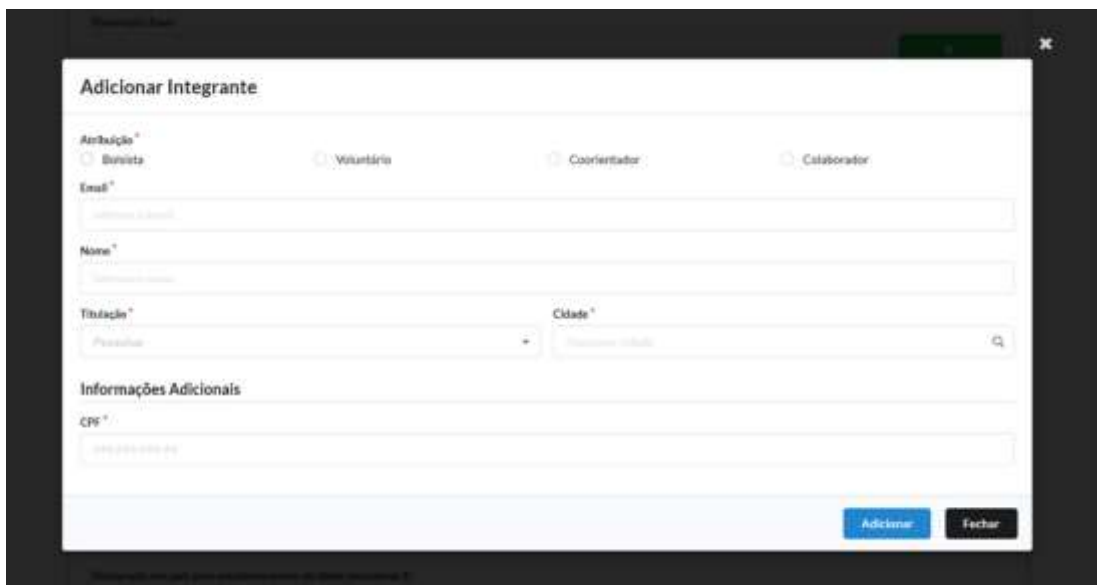 Adicionar Integrante
Atribuição *
Bolsista Voluntário Coorientador Colaborador
Email *
Nome *
Titulação * Cidade *
Pesquisar
Informações Adicionais
CPF *
Adicionar Fechar